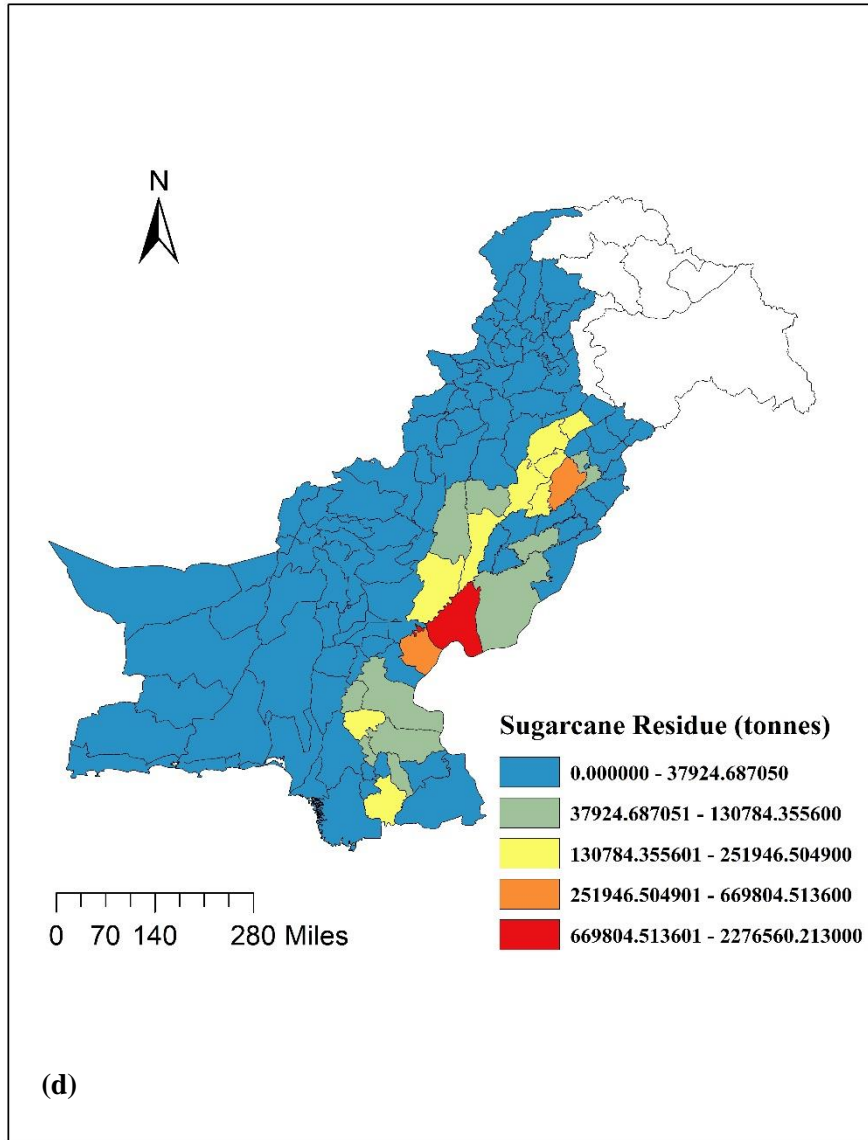 N
Sugarcane Residue (tonnes)
0.000000 - 37924.687050
37924.687051 - 130784.355600
130784.355601 - 251946.504900
251946.504901 - 669804.513600
669804.513601 - 2276560.213000
0 70 140 280 Miles
(d)